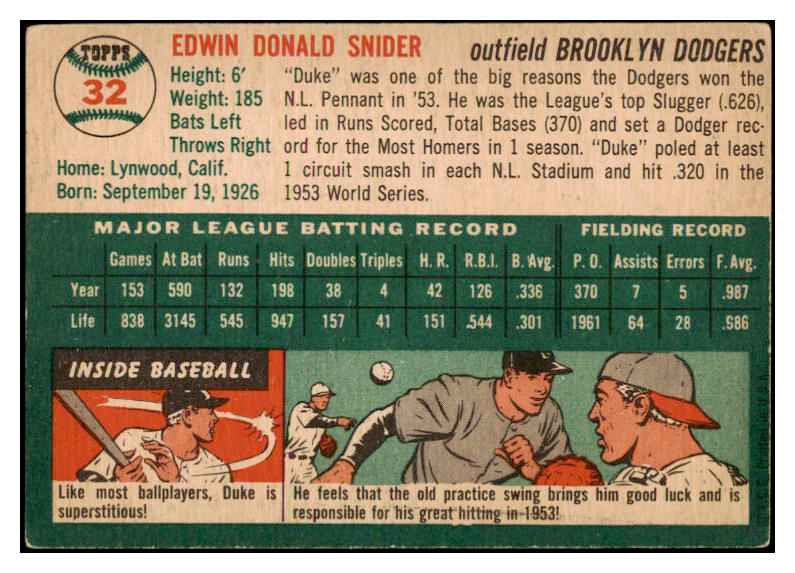 TOPPS
32
EDWIN DONALD SNIDER
outfield BROOKLYN DODGERS
Height: 6′
Weight: 185
Bats Left
Throws Right
Home: Lynwood, Calif.
Born: September 19, 1926
“Duke” was one of the big reasons the Dodgers won the
N.L. Pennant in ’53. He was the League’s top Slugger (.626),
led in Runs Scored, Total Bases (370) and set a Dodger rec-
ord for the Most Homers in 1 season. “Duke” poled at least
1 circuit smash in each N.L. Stadium and hit .320 in the
1953 World Series.
MAJOR LEAGUE BATTING RECORD FIELDING RECORD
Games At Bat Runs Hits Doubles Triples H. R. R.B.I. B. Avg. P. O. Assists Errors F. Avg.
Year 153 590 132 198 38 4 42 126 .336 370 7 5 .987
Life 838 3145 545 947 157 41 151 .544 .301 1961 64 28 .986
INSIDE BASEBALL
Like most ballplayers, Duke is
superstitious!
He feels that the old practice swing brings him good luck and is
responsible for his great hitting in 1953!
T.C.G. Printed in U.S.A.